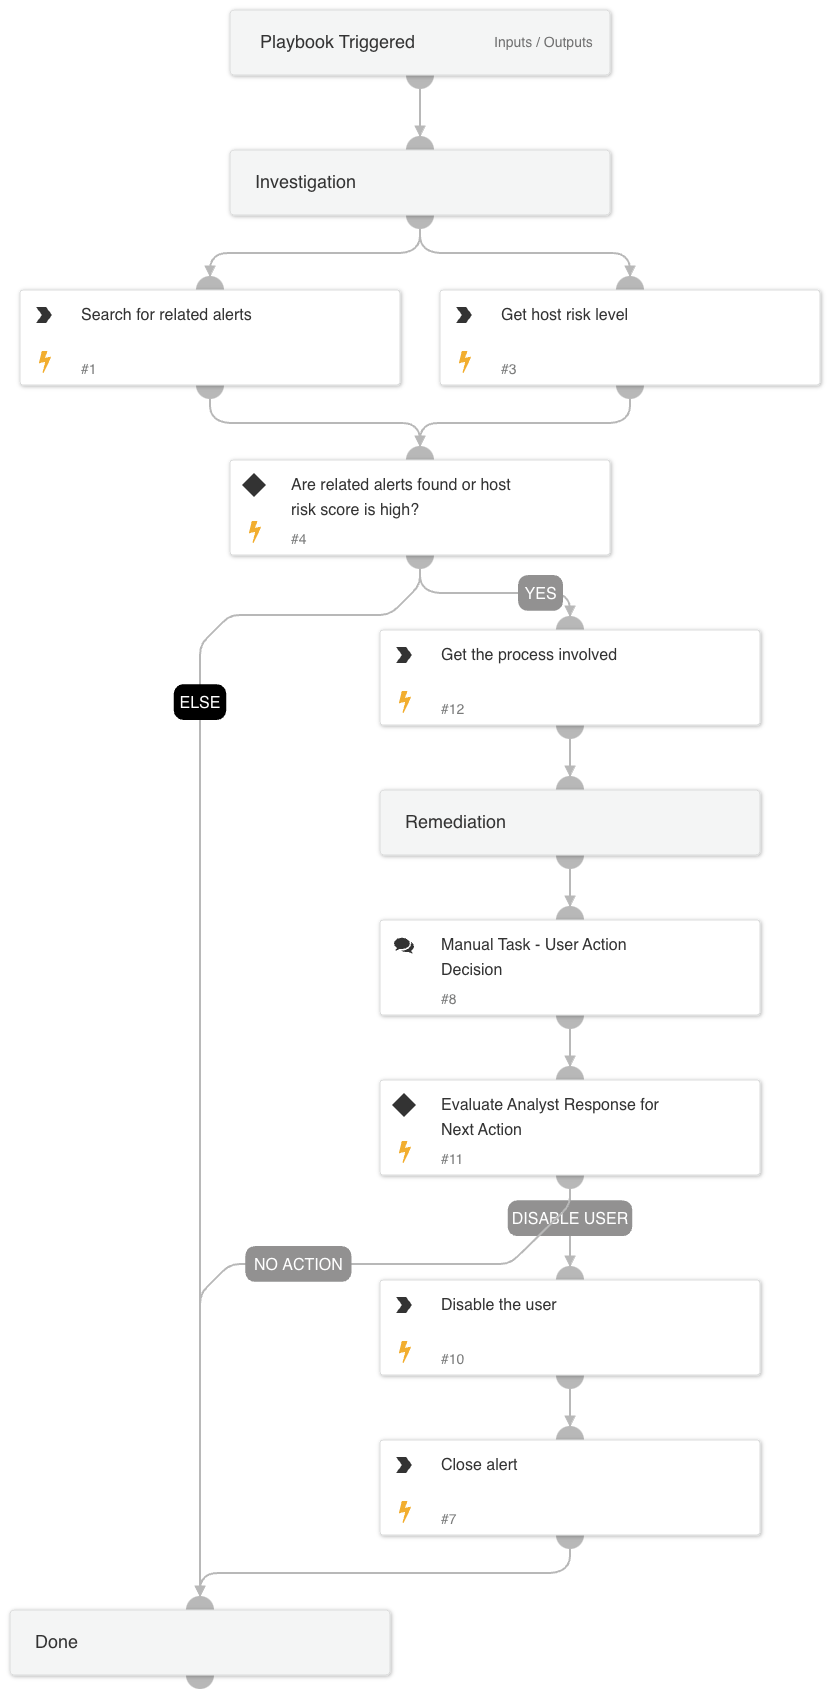 Playbook Triggered
Inputs / Outputs
Investigation
Search for related alerts
#1
Get host risk level
#3
Are related alerts found or host
risk score is high?
#4
YES
Get the process involved
#12
ELSE
Remediation
Manual Task - User Action
Decision
#8
Evaluate Analyst Response for
Next Action
#11
DISABLE USER
NO ACTION
Disable the user
#10
Close alert
#7
Done